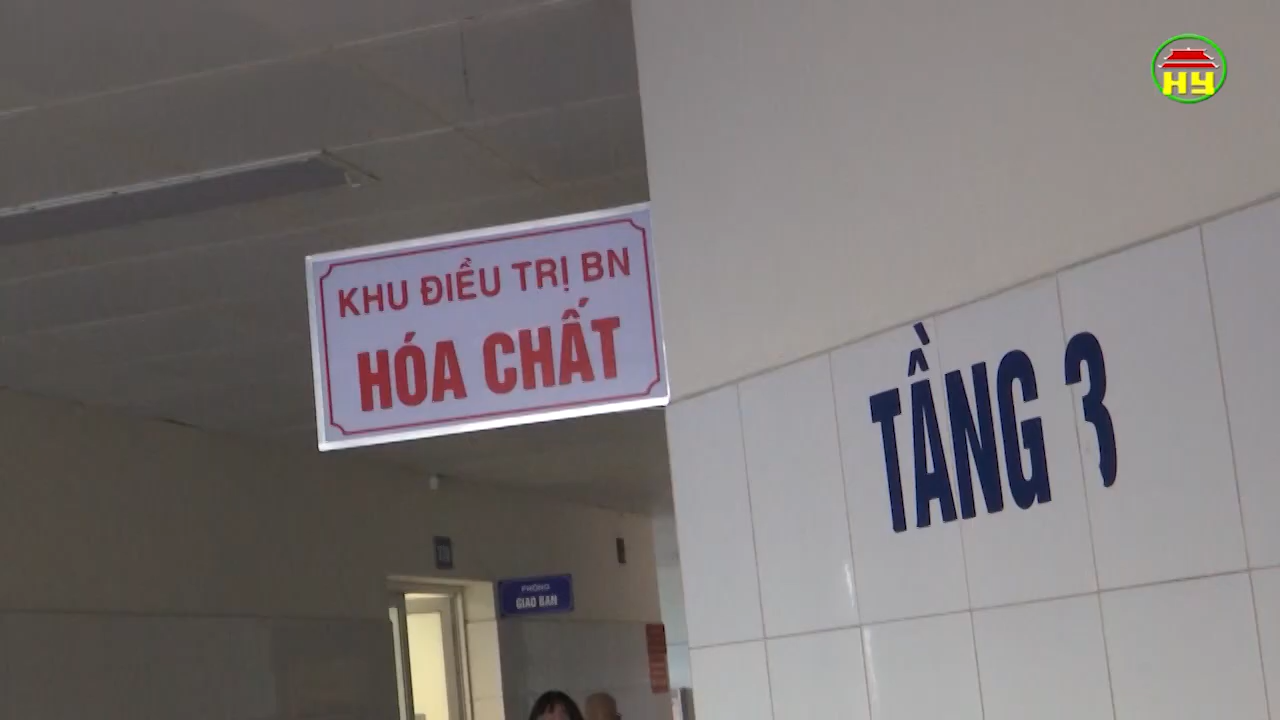 HY
KHU ĐIỀU TRỊ BN
HÓA CHẤT
TẦNG 3
PHÒNG
GIAO BAN